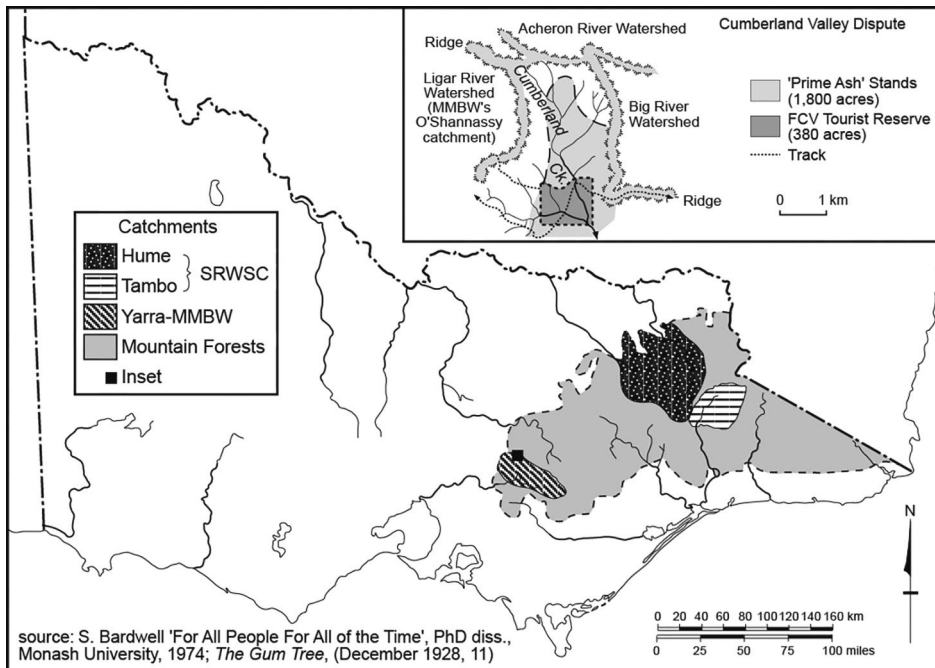 Cumberland Valley Dispute
Acheron River Watershed
Ridge
Ligar River
Watershed
(MMBW's
O'Shannassy
catchment)
Cumberland
Ck.
Big River
Watershed
Ridge
'Prime Ash' Stands
(1,800 acres)
FCV Tourist Reserve
(380 acres)
Track
0 1 km
Catchments
Hume
Tambo
SRWSC
Yarra-MMBW
Mountain Forests
Inset
N
0 20 40 60 80 100 120 140 160 km
0 25 50 75 100 miles
source: S. Bardwell 'For All People For All of the Time', PhD diss.,
Monash University, 1974; The Gum Tree, (December 1928, 11)